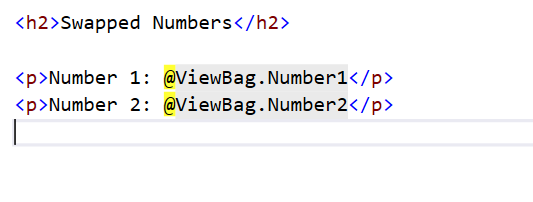 <h2>Swapped Numbers</h2>
<p>Number 1: @ViewBag.Number1</p>
<p>Number 2: @ViewBag.Number2</p>